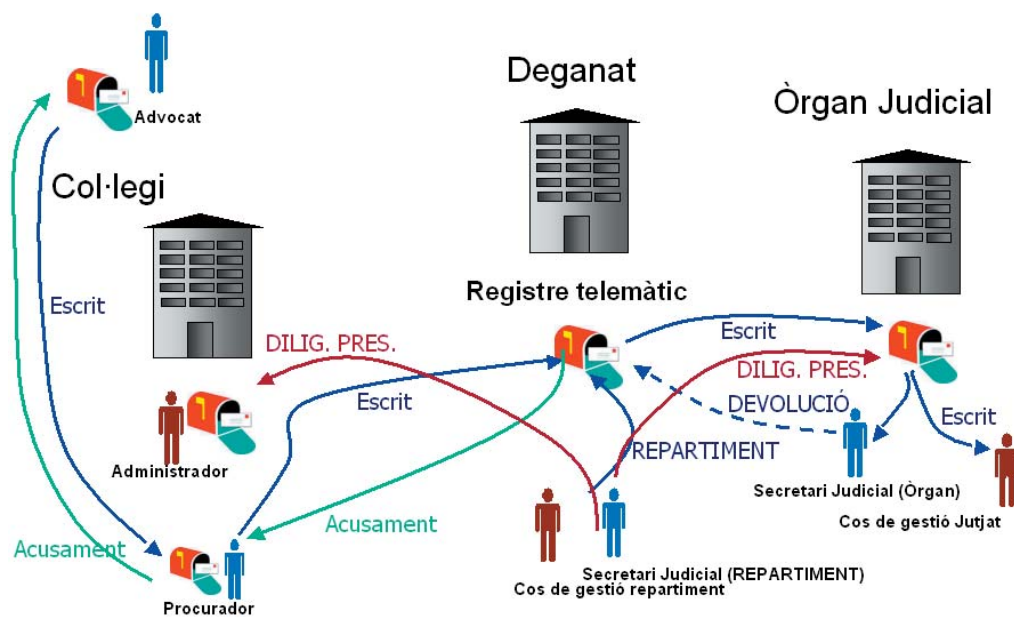 Advocat
Deganat
Òrgan Judicial
Col·legi
Escrit
Registre telemàtic
DILIG. PRES.
Escrit
Escrit
DILIG. PRES.
DEVOLUCIÓ
Escrit
REPARTIMENT
Administrador
Secretari Judicial (Òrgan)
Cos de gestió Jutjat
Acusament
Acusament
Secretari Judicial (REPARTIMENT)
Cos de gestió repartiment
Procurador